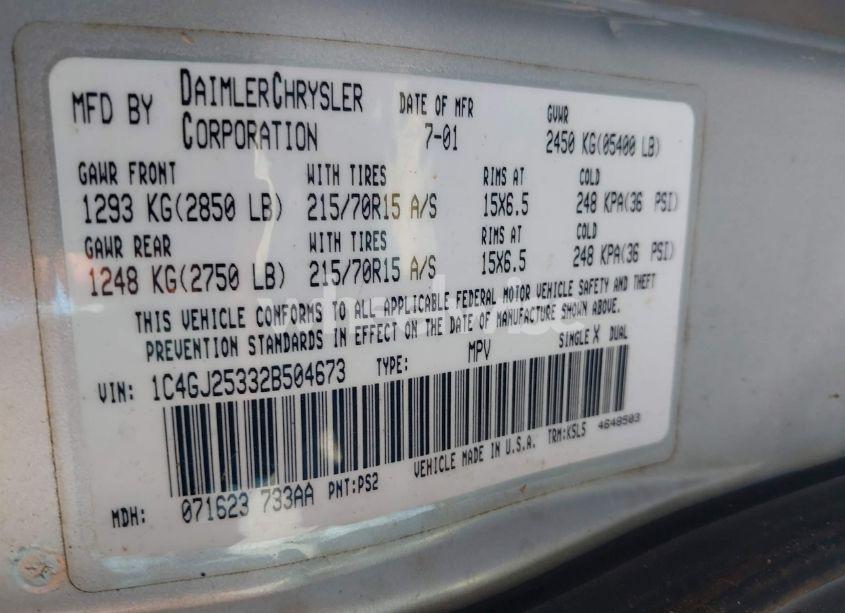 MFD BY DAIMLERCHRYSLER CORPORATION DATE OF MFR 7-01 GVWR 2450 KG(05400 LB)
GAWR FRONT WITH TIRES RIMS AT COLD
1293 KG(2850 LB) 215/70R15 A/S 15X6.5 248 KPA(36 PSI)
GAWR REAR WITH TIRES RIMS AT COLD
1248 KG(2750 LB) 215/70R15 A/S 15X6.5 248 KPA(36 PSI)
THIS VEHICLE CONFORMS TO ALL APPLICABLE FEDERAL MOTOR VEHICLE SAFETY AND THEFT
PREVENTION STANDARDS IN EFFECT ON THE DATE OF MANUFACTURE SHOWN ABOVE.
VIN: 1C4GJ25332B504673 TYPE: MPV SINGLE X DUAL
MDH: 071623 733AA PNT:PS2 VEHICLE MADE IN U.S.A. TRM:K5L5 4648503